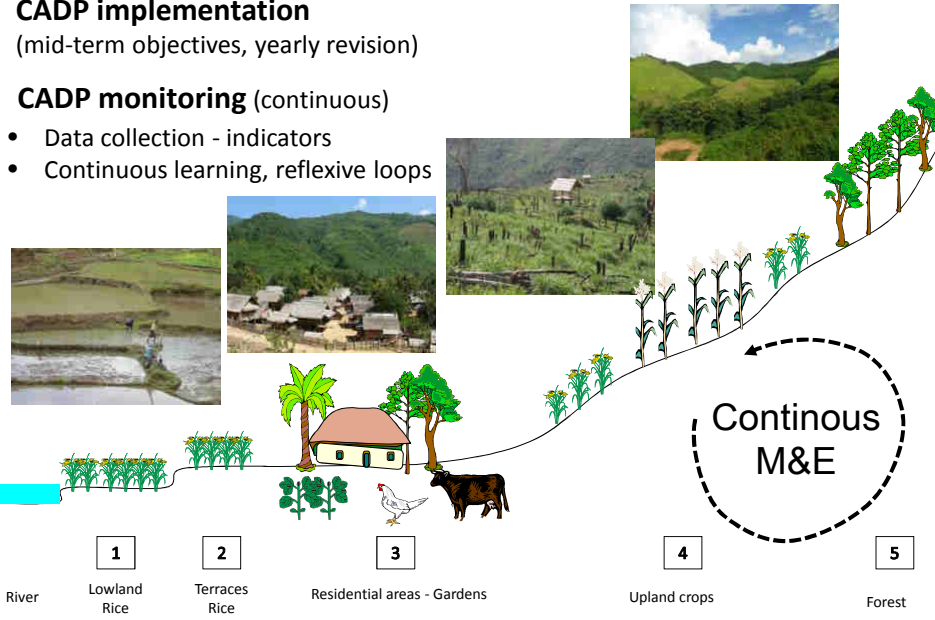 CADP implementation
(mid-term objectives, yearly revision)
CADP monitoring (continuous)
• Data collection - indicators
• Continuous learning, reflexive loops
Continous
M&E
1
2
3
4
5
River
Lowland
Rice
Terraces
Rice
Residential areas - Gardens
Upland crops
Forest